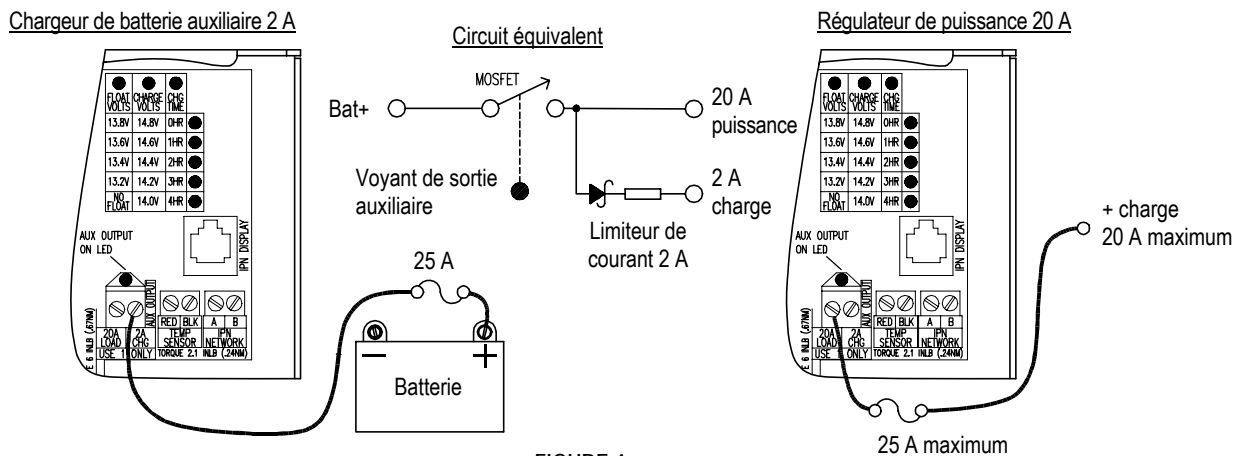 Chargeur de batterie auxiliaire 2 A
FLOAT VOLTS
CHARGE VOLTS
CHG TIME
13.8V 14.8V 0HR
13.6V 14.6V 1HR
13.4V 14.4V 2HR
13.2V 14.2V 3HR
NO FLOAT 14.0V 4HR
AUX OUTPUT
ON LED
IPN DISPLAY
AUX OUTPUT
RED BLK A B
20A LOAD
2A CHG
TEMP SENSOR
IPN NETWORK
USE 1 ONLY
TORQUE 2.1 INLB (.24NM)
E 6 INLB (.67NM)
25 A
Batterie
Circuit équivalent
MOSFET
Bat+
20 A
puissance
Voyant de sortie
auxiliaire
2 A
charge
Limiteur de
courant 2 A
Régulateur de puissance 20 A
FLOAT VOLTS
CHARGE VOLTS
CHG TIME
13.8V 14.8V 0HR
13.6V 14.6V 1HR
13.4V 14.4V 2HR
13.2V 14.2V 3HR
NO FLOAT 14.0V 4HR
AUX OUTPUT
ON LED
IPN DISPLAY
AUX OUTPUT
RED BLK A B
20A LOAD
2A CHG
TEMP SENSOR
IPN NETWORK
USE 1 ONLY
TORQUE 2.1 INLB (.24NM)
E 6 INLB (.67NM)
+ charge
20 A maximum
25 A maximum